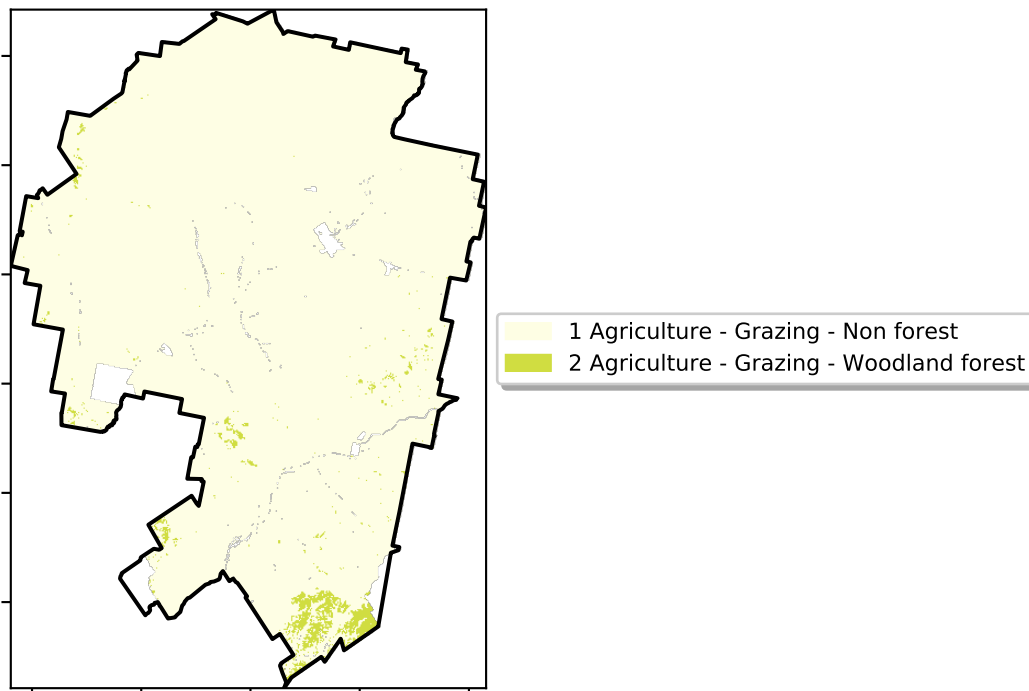 1 Agriculture - Grazing - Non forest
2 Agriculture - Grazing - Woodland forest